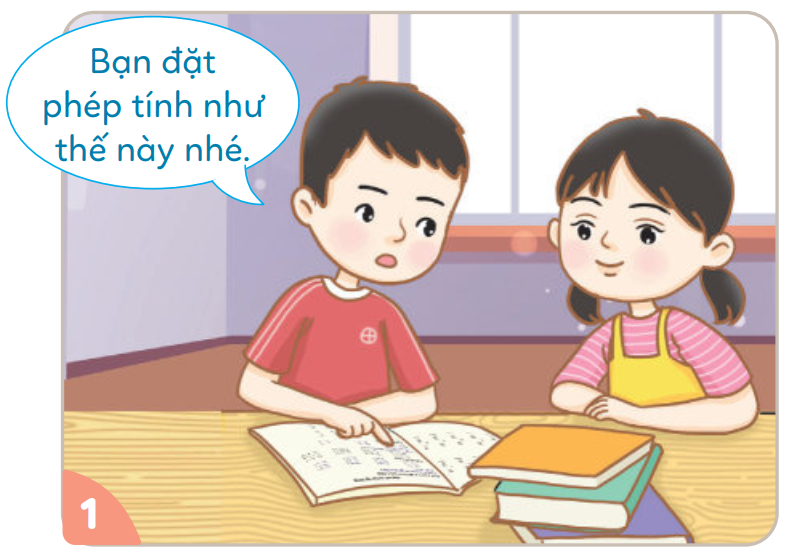 Bạn đặt
phép tính như
thế này nhé.
1